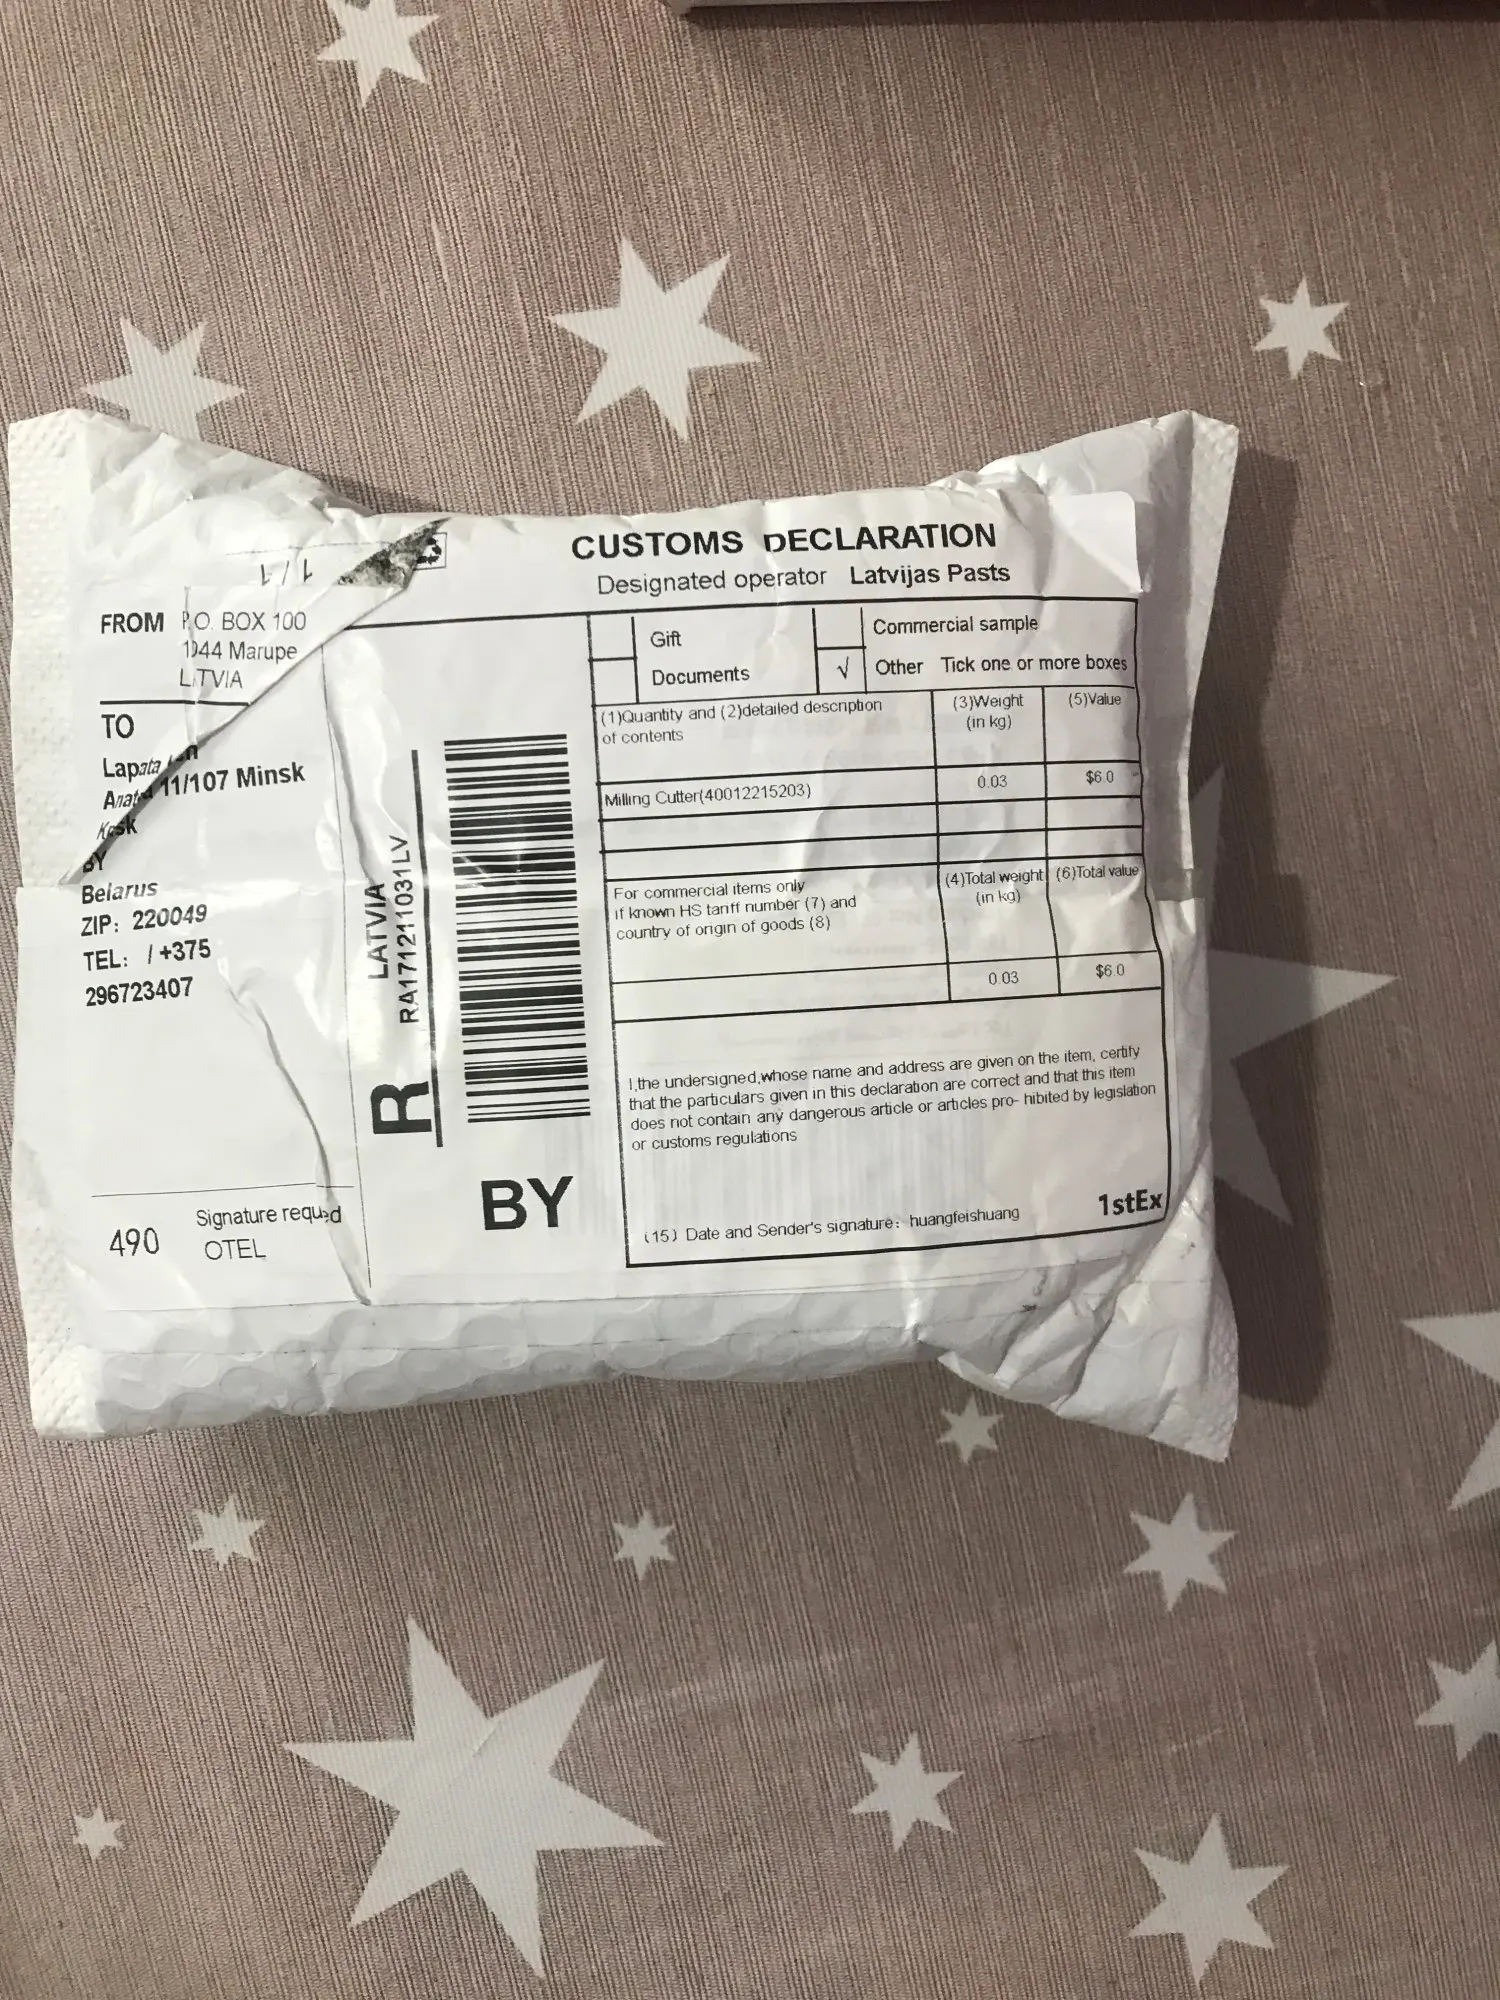 CUSTOMS DECLARATION
Designated operator Latvijas Pasts
1 / 1
FROM P.O. BOX 100
Marupe
TO
11/107 Minsk
BY
Belarus
ZIP: 220049
TEL: / +375
296723407
490
Signature
OTEL
LATVIA
RA171211031LV
R
BY
Gift
Documents
Commercial sample
√ Other Tick one or more boxes
(1)Quantity and (2)detailed description
of contents
(3)Weight
(in kg)
(5)Value
Milling Cutter(40012215203)
0.03
$6.0
For commercial items only
if known HS tariff number (7) and
country of origin of goods (8)
(4)Total weight
(in kg)
(6)Total value
0.03
$6.0
I,the undersigned,whose name and address are given on the item, certify
that the particulars given in this declaration are correct and that this item
does not contain any dangerous article or articles pro- hibited by legislation
or customs regulations
(15) Date and Sender's signature: huangfeishuang
1stEx